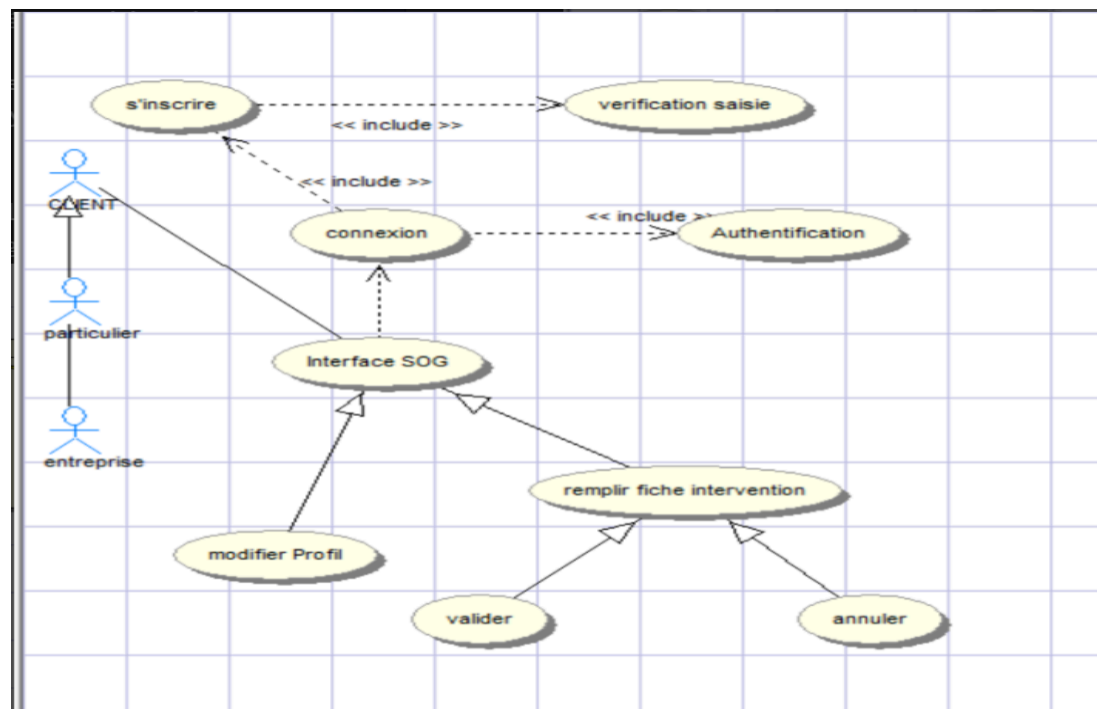 s'inscrire
verification saisie
<< include >>
CLIENT
<< include >>
connexion
<< include >>
Authentification
particulier
Interface SOG
entreprise
remplir fiche intervention
modifier Profil
valider
annuler